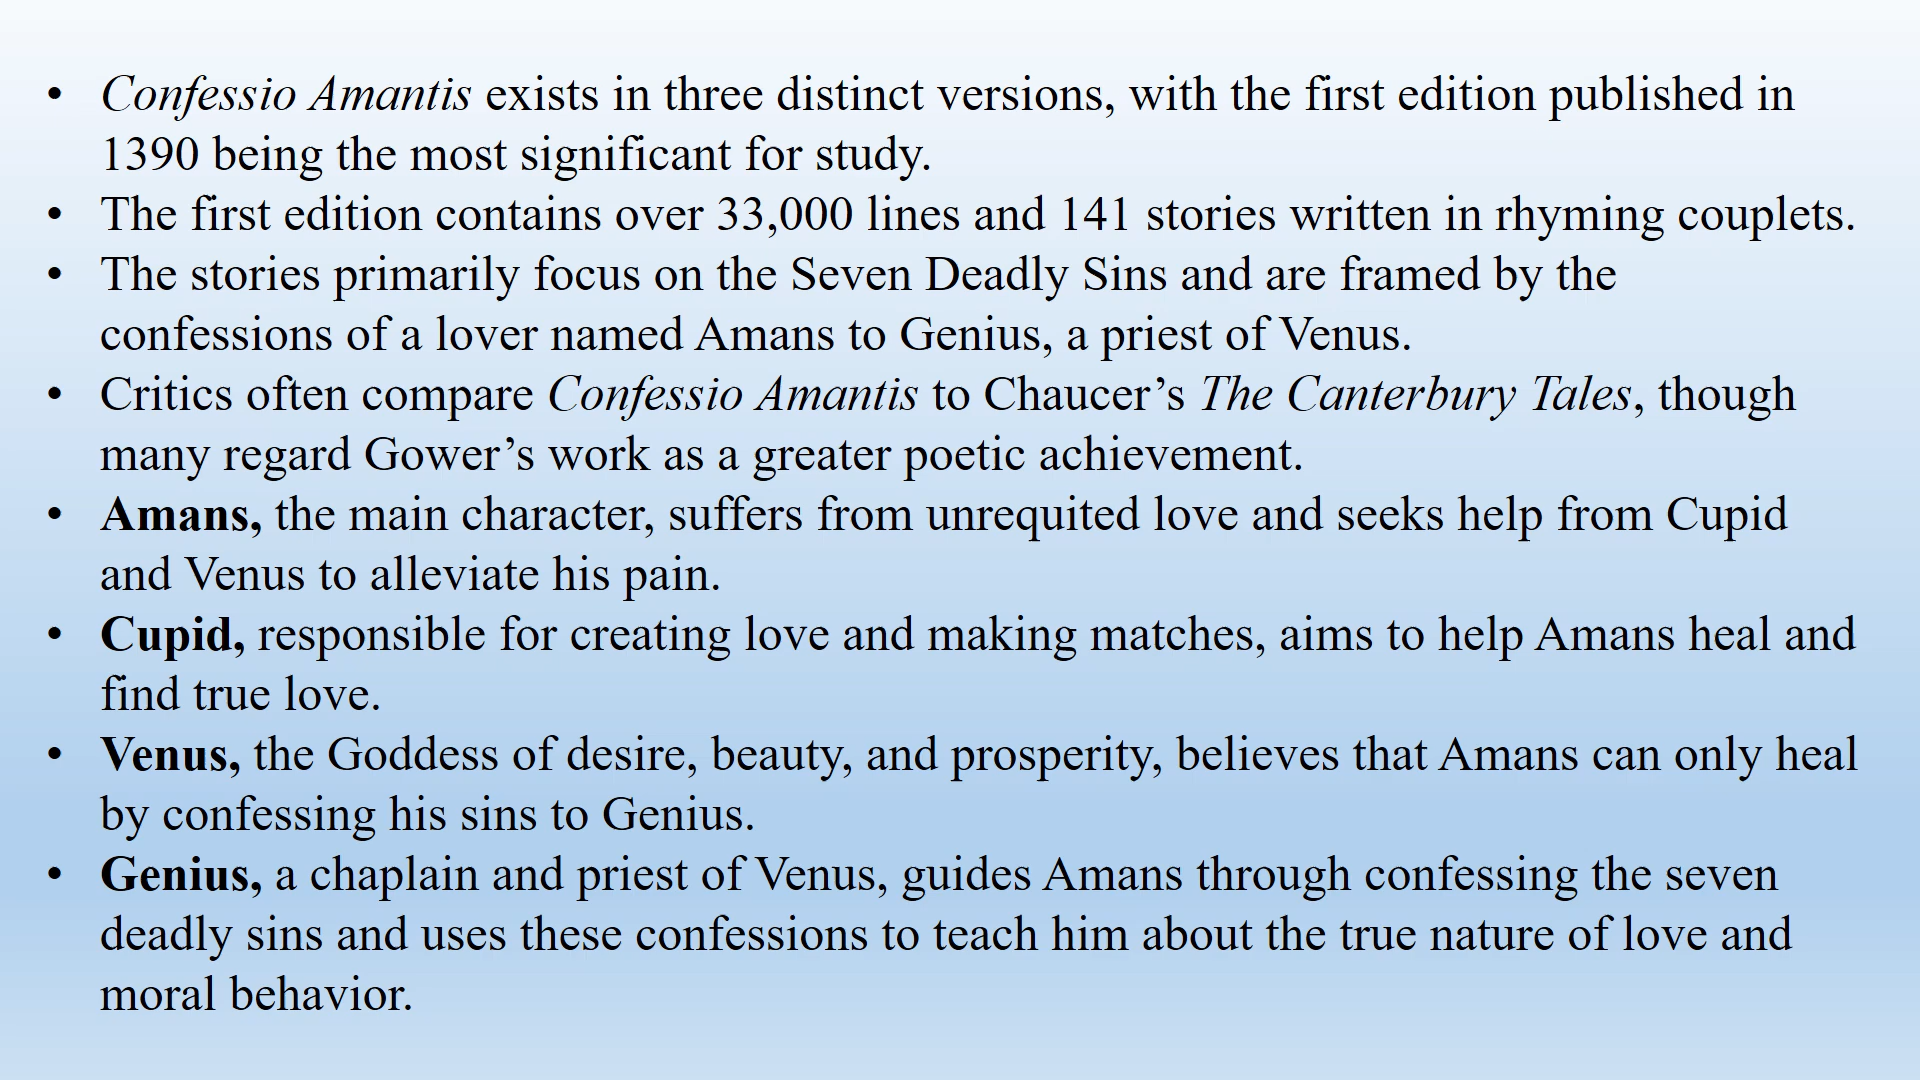 • Confessio Amantis exists in three distinct versions, with the first edition published in
1390 being the most significant for study.
• The first edition contains over 33,000 lines and 141 stories written in rhyming couplets.
• The stories primarily focus on the Seven Deadly Sins and are framed by the
confessions of a lover named Amans to Genius, a priest of Venus.
• Critics often compare Confessio Amantis to Chaucer’s The Canterbury Tales, though
many regard Gower’s work as a greater poetic achievement.
• Amans, the main character, suffers from unrequited love and seeks help from Cupid
and Venus to alleviate his pain.
• Cupid, responsible for creating love and making matches, aims to help Amans heal and
find true love.
• Venus, the Goddess of desire, beauty, and prosperity, believes that Amans can only heal
by confessing his sins to Genius.
• Genius, a chaplain and priest of Venus, guides Amans through confessing the seven
deadly sins and uses these confessions to teach him about the true nature of love and
moral behavior.